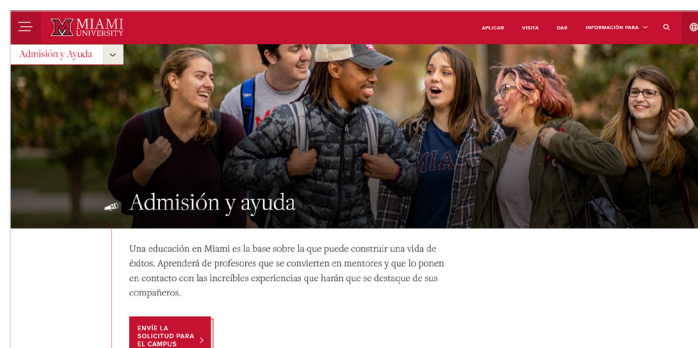 MIAMI
UNIVERSITY
APLICAR VISITA DAR INFORMACIÓN PARA
Admisión y Ayuda
MIAMI
Admisión y ayuda
Una educación en Miami es la base sobre la que puede construir una vida de
éxitos. Aprenderá de profesores que se convierten en mentores y que lo ponen
en contacto con las increíbles experiencias que harán que se destaque de sus
compañeros.
ENVÍE LA
SOLICITUD PARA
EL CAMPUS